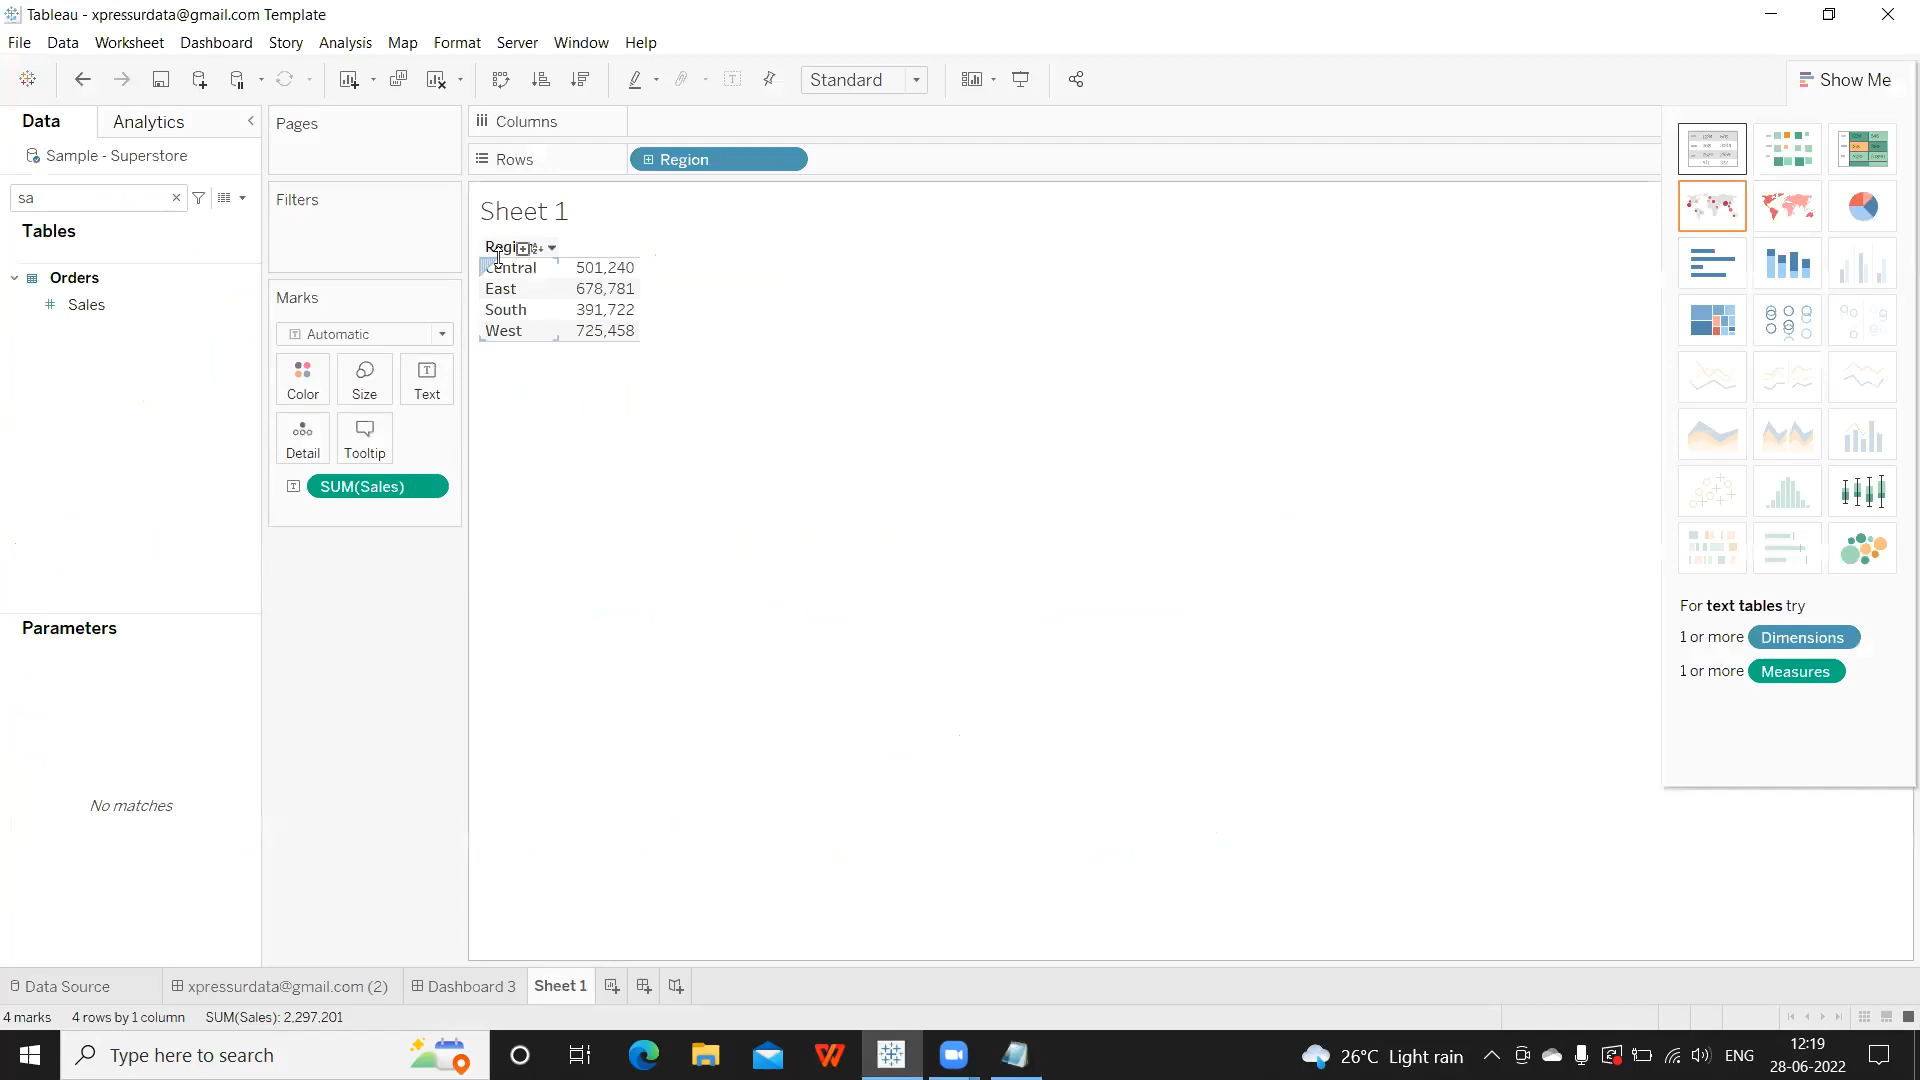 Tableau - xpressurdata@gmail.com Template
File Data Worksheet Dashboard Story Analysis Map Format Server Window Help
Standard
Show Me
Data Analytics
Pages
Columns
Sample - Superstore
Rows
Region
sa
Filters
Tables
Sheet 1
Orders
Sales
Central 501,240
East 678,781
South 391,722
West 725,458
Marks
Automatic
Color Size Text
Detail Tooltip
SUM(Sales)
Parameters
No matches
For text tables try
1 or more Dimensions
1 or more Measures
Data Source xpressurdata@gmail.com (2) Dashboard 3 Sheet 1
4 marks 4 rows by 1 column SUM(Sales): 2,297,201
Type here to search
26°C Light rain
ENG
12:19
28-06-2022